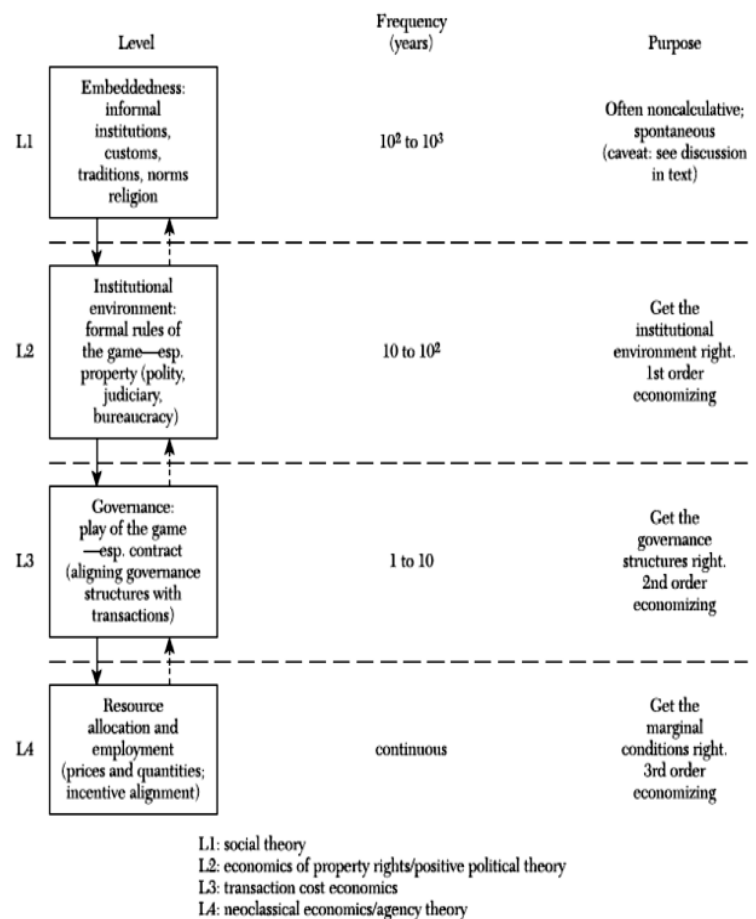 Level
Frequency
(years)
Purpose
L1
Embeddedness:
informal
institutions,
customs,
traditions, norms
religion
10² to 10³
Often noncalculative;
spontaneous
(caveat: see discussion
in text)
L2
Institutional
environment:
formal rules of
the game—esp.
property (polity,
judiciary,
bureaucracy)
10 to 10²
Get the
institutional
environment right.
1st order
economizing
L3
Governance:
play of the game
—esp. contract
(aligning governance
structures with
transactions)
1 to 10
Get the
governance
structures right.
2nd order
economizing
L4
Resource
allocation and
employment
(prices and quantities;
incentive alignment)
continuous
Get the
marginal
conditions right.
3rd order
economizing
L1: social theory
L2: economics of property rights/positive political theory
L3: transaction cost economics
L4: neoclassical economics/agency theory